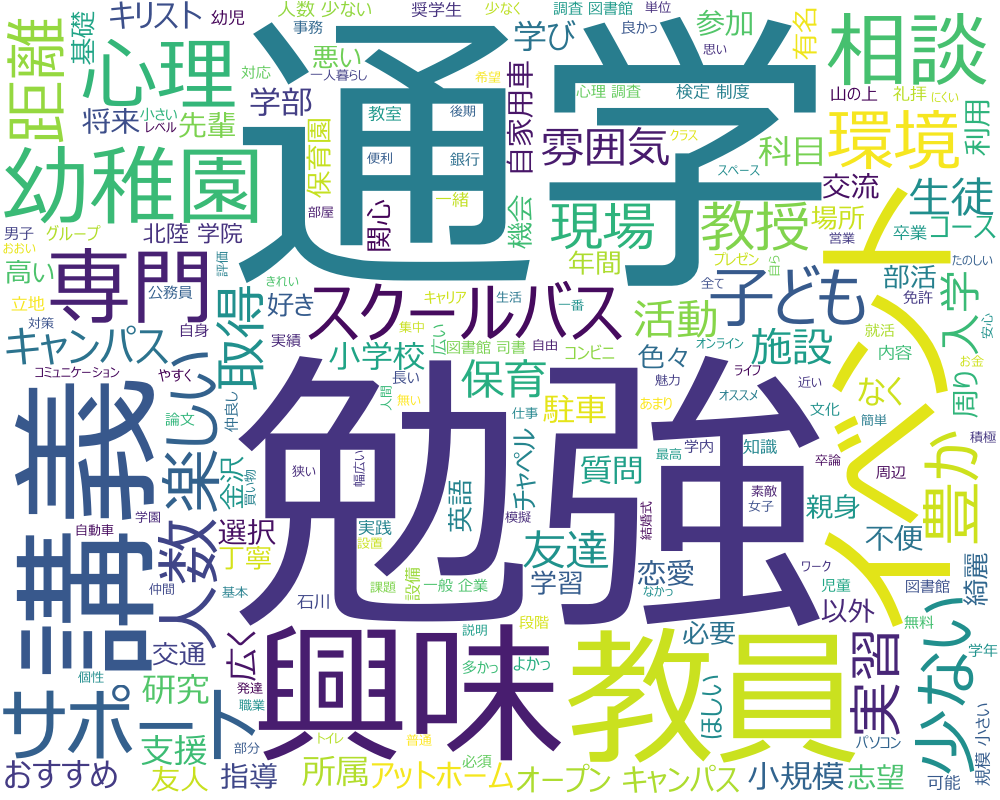 通学
勉強
興味
教員
講義
イベント
サポート
幼稚園
心理
専門
相談
環境
スクールバス
子ども
現場
教授
豊か
少ない
実習
人数
楽しい
取得
距離
キャンパス
保育
活動
施設
友達
生徒
雰囲気
小学校
入学
キリスト
幼児
人数 少ない
奨学生
少なく
調査 図書館
単位
基礎
事務
悪い
学び
良かっ
参加
有名
思い
対応
一人暮らし
希望
学部
自家用車
心理 調査
検定 制度
山の上
礼拝
にくい
将来
小さい
レベル
先輩
保育園
教室
後期
便利
銀行
クラス
科目
利用
スペース
交流
一緒
部屋
関心
機会
場所
卒業
コース
男子
グループ
北陸 学院
おおい
年間
プレゼン
自ら
営業
たのしい
高い
公務員
評価
きれい
部活
免許
立地
好き
キャリア
生活
一番
全て
安心
対策
自身
実績
集中
広い
図書館 司書
自由
コンビニ
色々
オンライン
就活
内容
お金
周り
コミュニケーション
やすく
人間
長い
無い
仕事
あまり
魅力
ライフ
オススメ
近い
なく
文化
簡単
論文
仲良し
駐車
金沢
買い物
狭い
幅広い
英語
チャペル
質問
学内
知識
最高
卒論
周辺
積極
自動車
学園
選択
実践
模擬
結婚式
素敵
女子
親身
不便
丁寧
設置
設備
課題
一般 企業
学習
恋愛
なかっ
ワーク
児童
図書館
綺麗
仲間
基本
石川
以外
無料
交通
広く
説明
段階
必要
学年
個性
研究
発達
職業
多かっ
よかっ
ほしい
支援
部分
トイレ
普通
必須
パソコン
規模 小さい
おすすめ
友人
指導
所属
アットホーム
オープン キャンパス
小規模
志望
可能